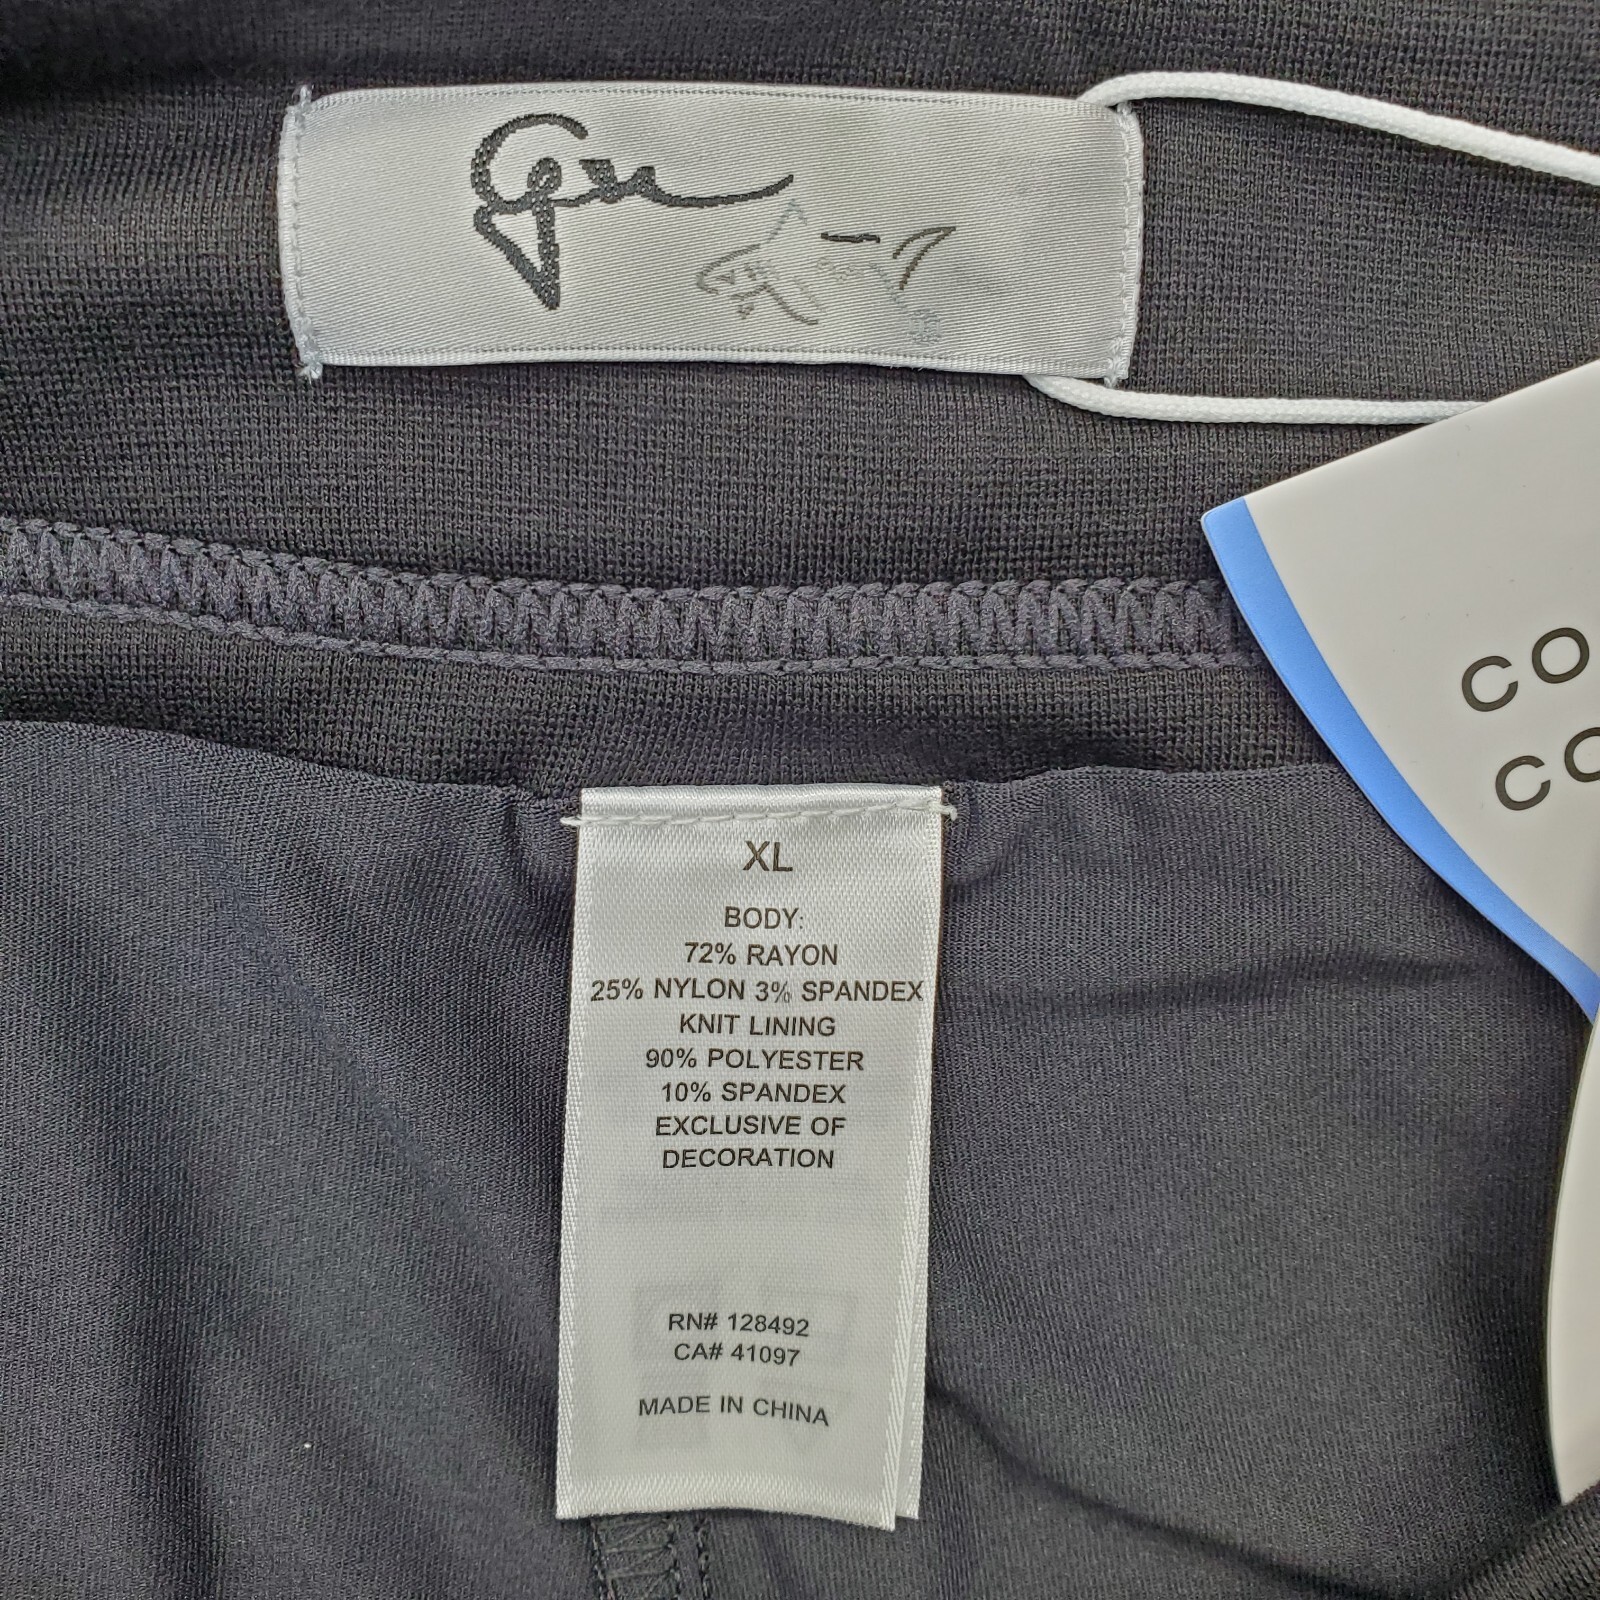 CO
CO
XL
BODY:
72% RAYON
25% NYLON 3% SPANDEX
KNIT LINING
90% POLYESTER
10% SPANDEX
EXCLUSIVE OF
DECORATION
RN# 128492
CA# 41097
MADE IN CHINA